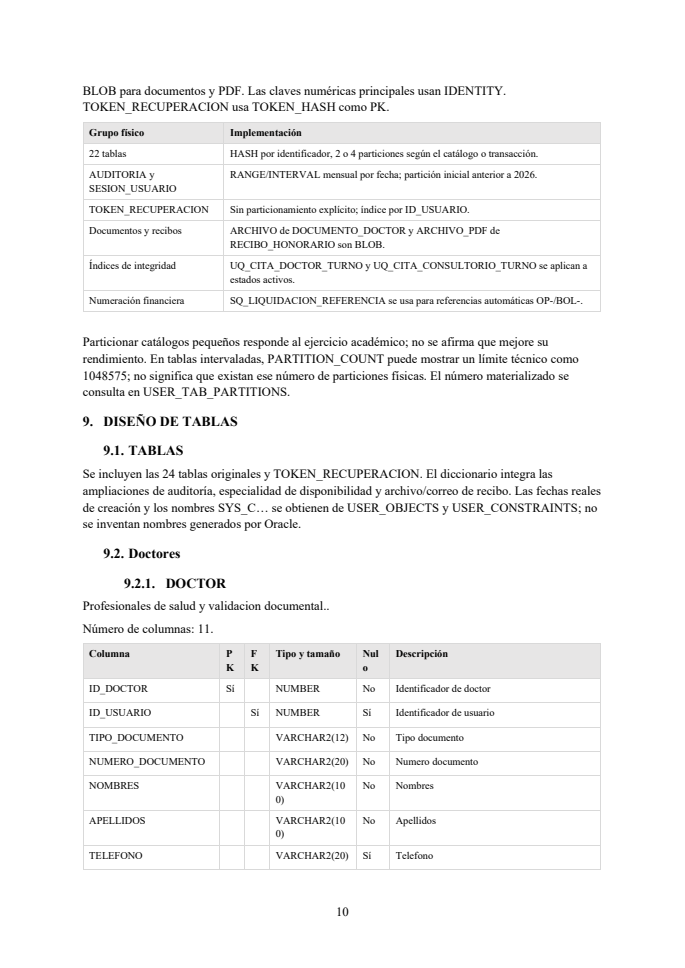 BLOB para documentos y PDF. Las claves numéricas principales usan IDENTITY.
TOKEN_RECUPERACION usa TOKEN_HASH como PK.
Grupo físico Implementación
22 tablas HASH por identificador, 2 o 4 particiones según el catálogo o transacción.
AUDITORIA y RANGE/INTERVAL mensual por fecha; partición inicial anterior a 2026.
SESION_USUARIO
TOKEN_RECUPERACION Sin particionamiento explícito; índice por ID_USUARIO.
Documentos y recibos ARCHIVO de DOCUMENTO_DOCTOR y ARCHIVO_PDF de
RECIBO_HONORARIO son BLOB.
Índices de integridad UQ_CITA_DOCTOR_TURNO y UQ_CITA_CONSULTORIO_TURNO se aplican a
estados activos.
Numeración financiera SQ_LIQUIDACION_REFERENCIA se usa para referencias automáticas OP-/BOL-.
Particionar catálogos pequeños responde al ejercicio académico; no se afirma que mejore su
rendimiento. En tablas intervaladas, PARTITION_COUNT puede mostrar un límite técnico como
1048575; no significa que existan ese número de particiones físicas. El número materializado se
consulta en USER_TAB_PARTITIONS.
9. DISEÑO DE TABLAS
9.1. TABLAS
Se incluyen las 24 tablas originales y TOKEN_RECUPERACION. El diccionario integra las
ampliaciones de auditoría, especialidad de disponibilidad y archivo/correo de recibo. Las fechas reales
de creación y los nombres SYS_C… se obtienen de USER_OBJECTS y USER_CONSTRAINTS; no
se inventan nombres generados por Oracle.
9.2. Doctores
9.2.1. DOCTOR
Profesionales de salud y validacion documental..
Número de columnas: 11.
Columna P F Tipo y tamaño Nul Descripción
K K o
ID_DOCTOR Sí NUMBER No Identificador de doctor
ID_USUARIO Sí NUMBER Sí Identificador de usuario
TIPO_DOCUMENTO VARCHAR2(12) No Tipo documento
NUMERO_DOCUMENTO VARCHAR2(20) No Numero documento
NOMBRES VARCHAR2(10 No Nombres
0)
APELLIDOS VARCHAR2(10 No Apellidos
0)
TELEFONO VARCHAR2(20) Sí Telefono
10